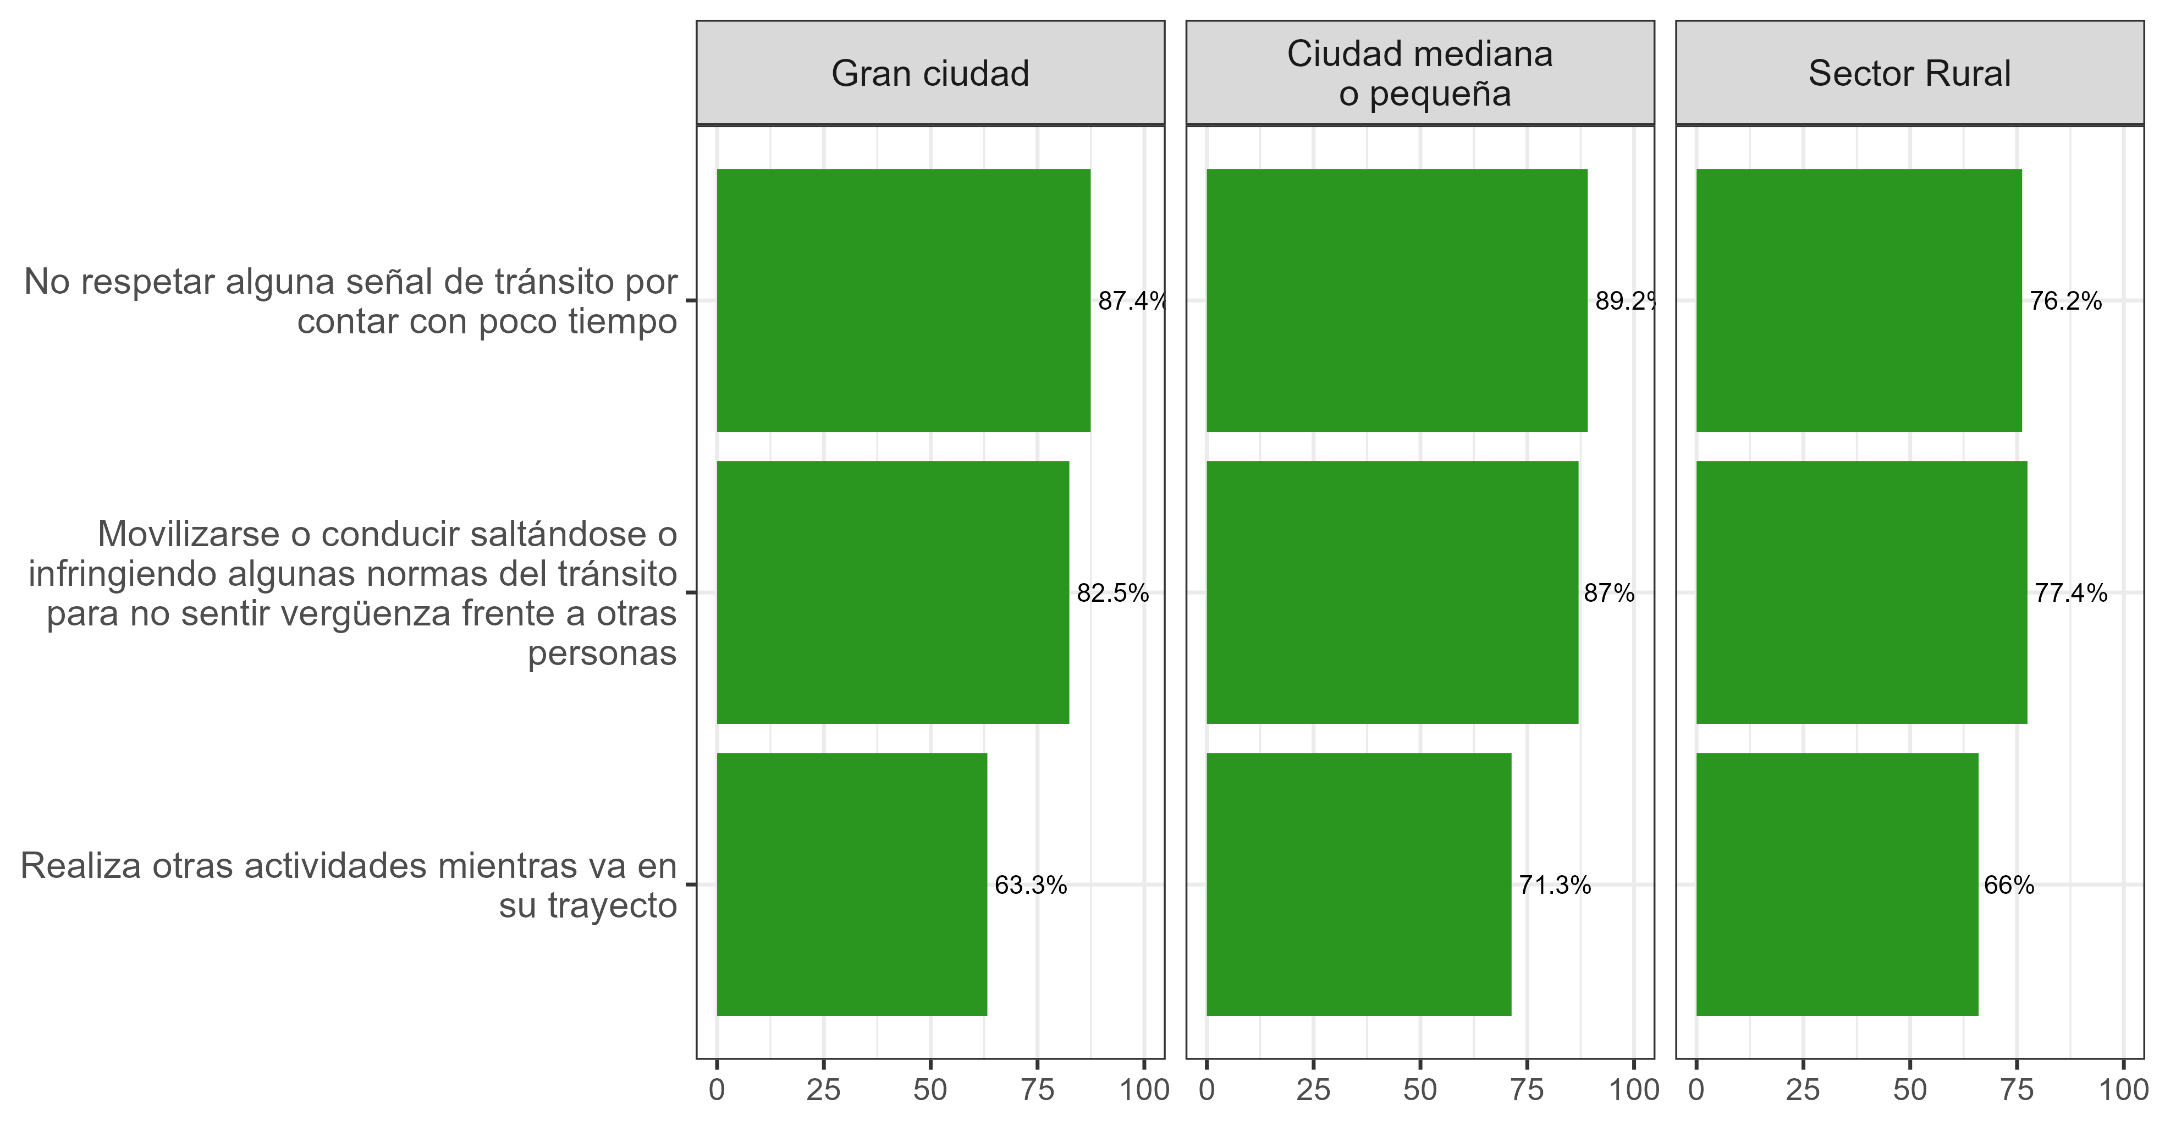 Gran ciudad
Ciudad mediana
o pequeña
Sector Rural
No respetar alguna señal de tránsito por
contar con poco tiempo
87.4%
89.2%
76.2%
Movilizarse o conducir saltándose o
infringiendo algunas normas del tránsito
para no sentir vergüenza frente a otras
personas
82.5%
87%
77.4%
Realiza otras actividades mientras va en
su trayecto
63.3%
71.3%
66%
0 25 50 75 100
0 25 50 75 100
0 25 50 75 100